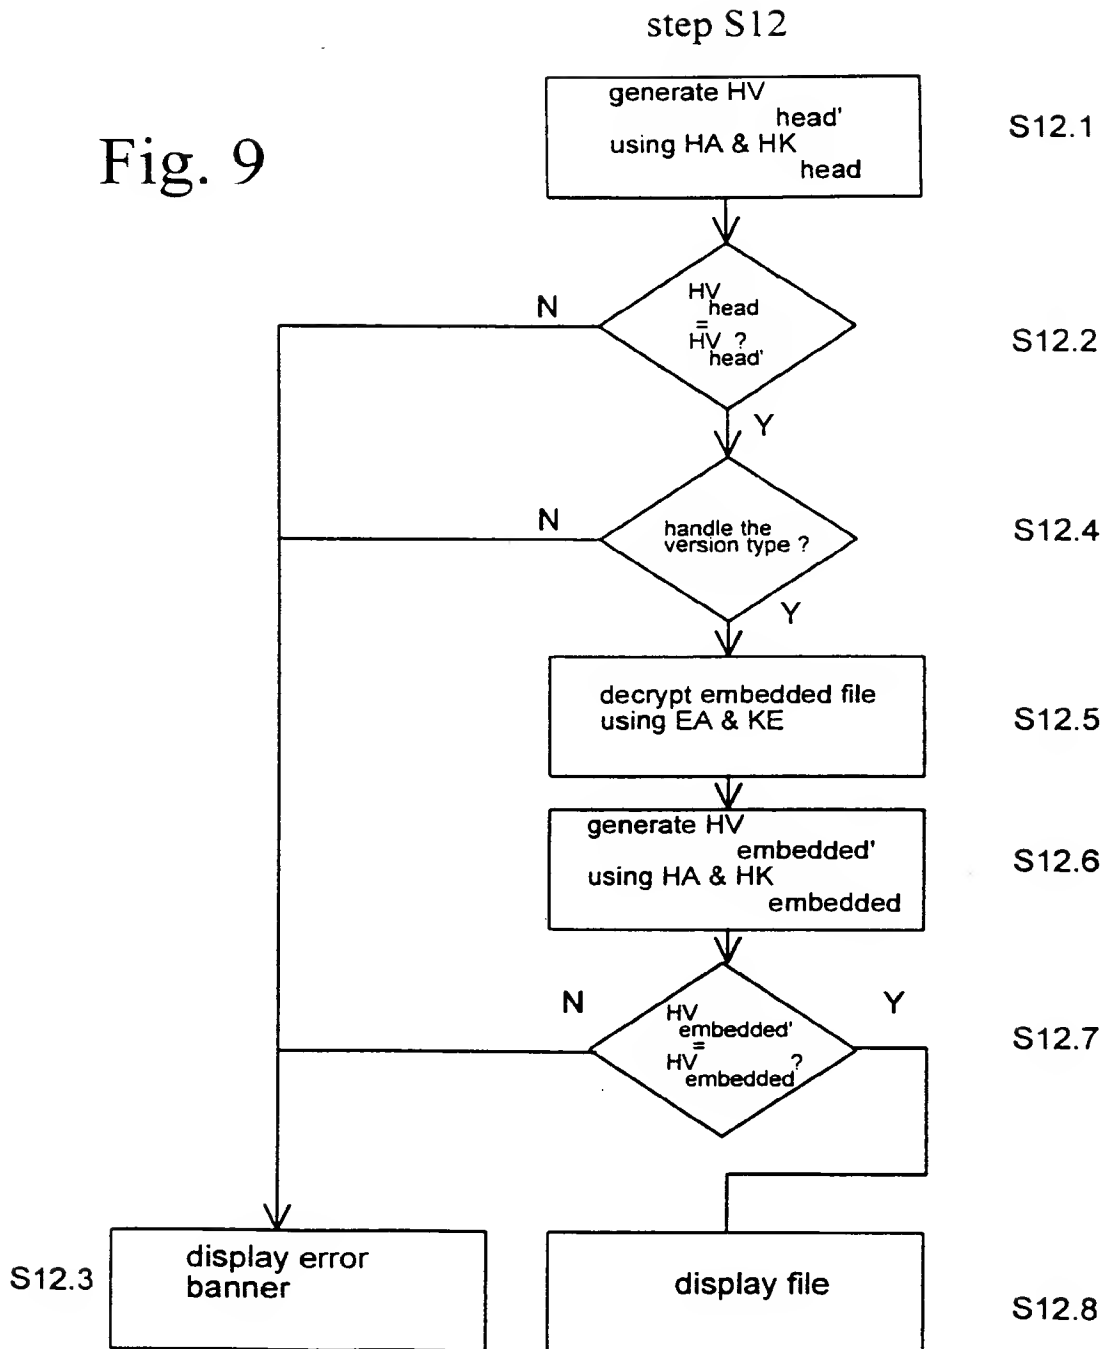 step S12
Fig. 9
generate HV
head'
using HA & HK
head
S12.1
HV
head
=
HV ?
head'
N
S12.2
Y
handle the
version type ?
N
S12.4
Y
decrypt embedded file
using EA & KE
S12.5
generate HV
embedded'
using HA & HK
embedded
S12.6
N
HV
embedded'
=
HV ?
embedded
Y
S12.7
S12.3
display error
banner
display file
S12.8